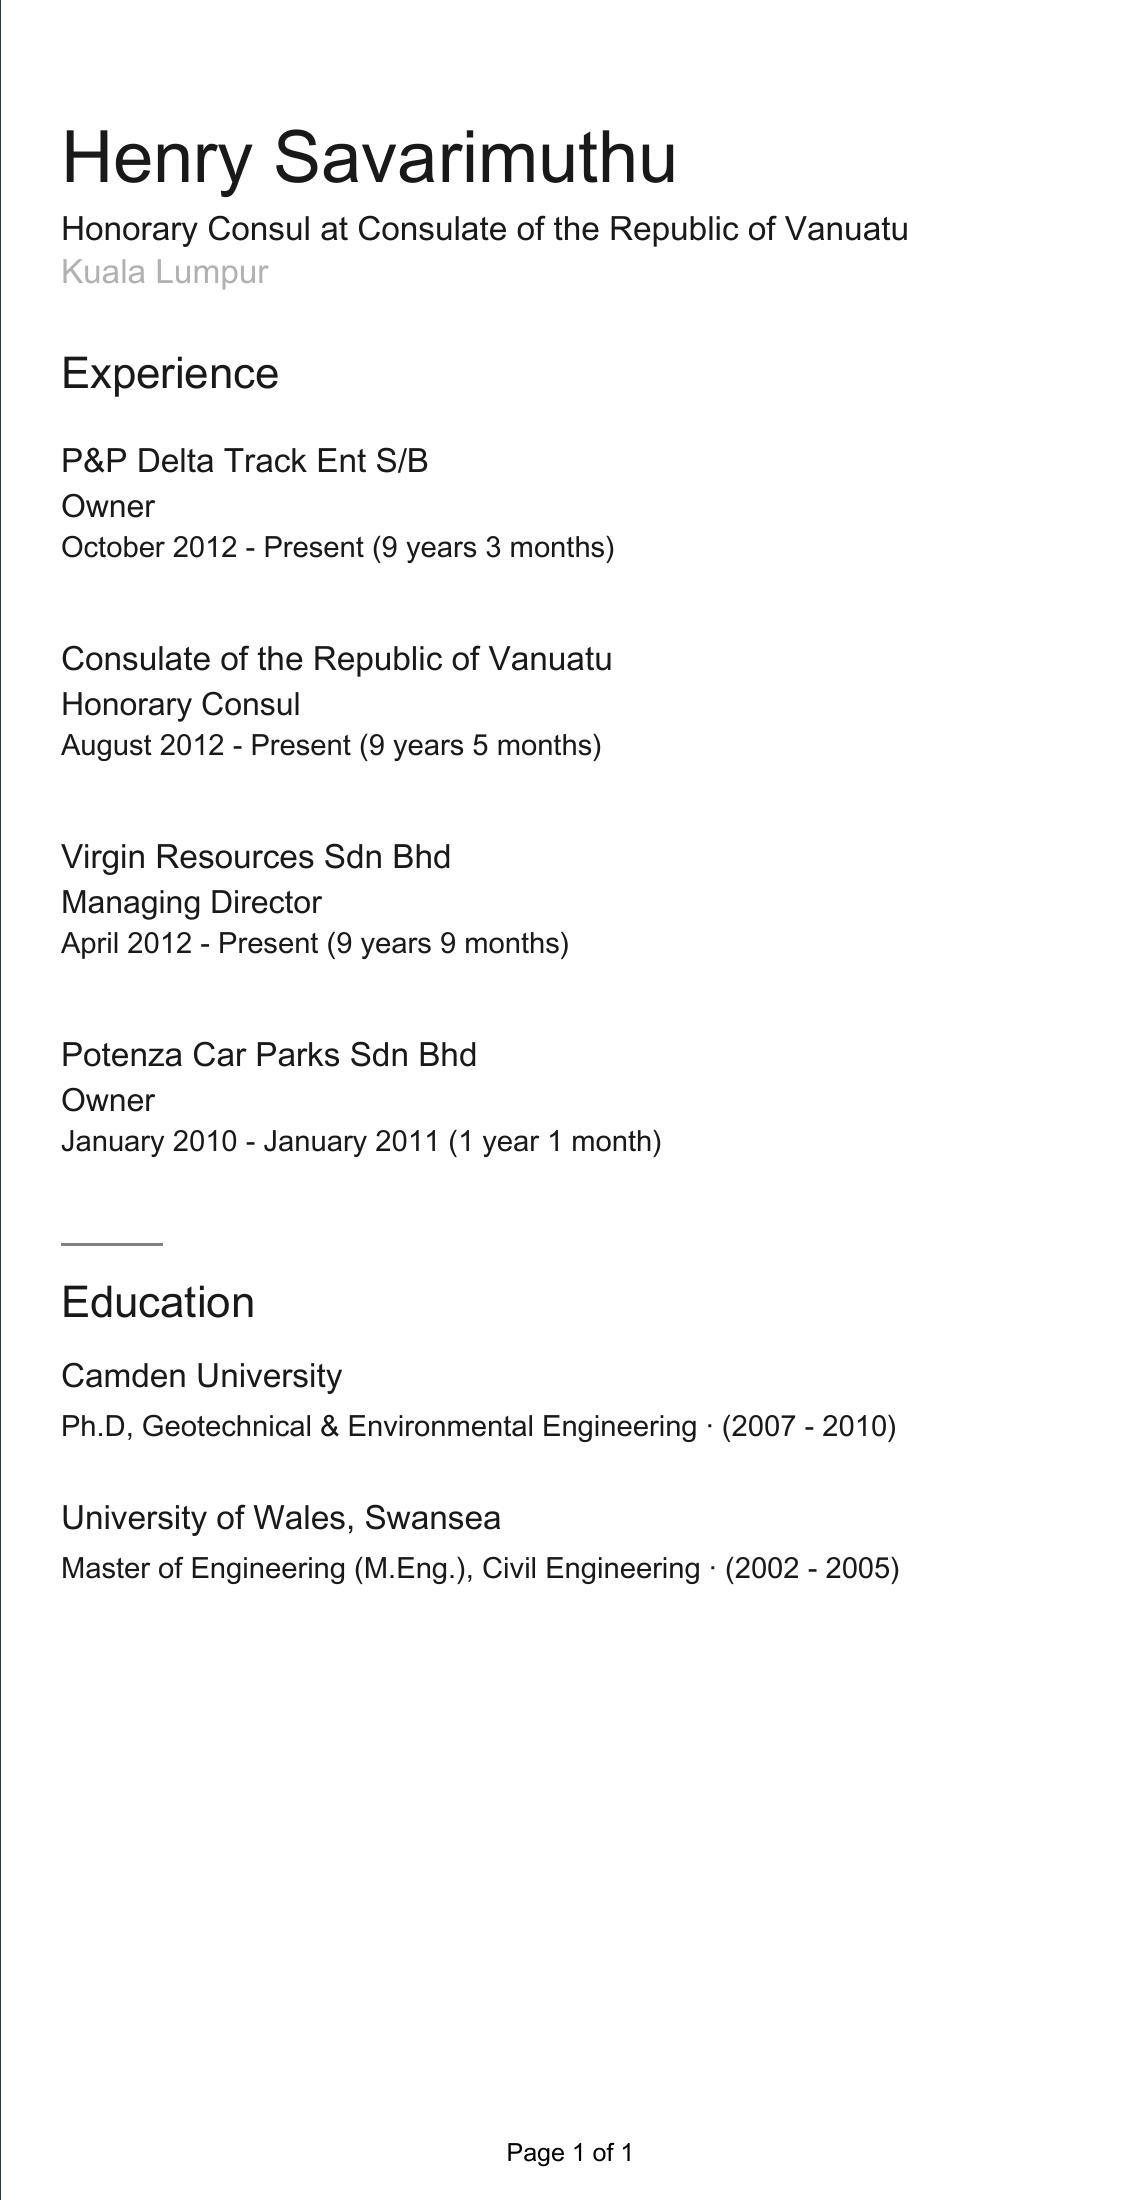 Henry Savarimuthu
Honorary Consul at Consulate of the Republic of Vanuatu
Kuala Lumpur
Experience
P&P Delta Track Ent S/B
Owner
October 2012 - Present (9 years 3 months)
Consulate of the Republic of Vanuatu
Honorary Consul
August 2012 - Present (9 years 5 months)
Virgin Resources Sdn Bhd
Managing Director
April 2012 - Present (9 years 9 months)
Potenza Car Parks Sdn Bhd
Owner
January 2010 - January 2011 (1 year 1 month)
Education
Camden University
Ph.D, Geotechnical & Environmental Engineering · (2007 - 2010)
University of Wales, Swansea
Master of Engineering (M.Eng.), Civil Engineering · (2002 - 2005)
Page 1 of 1